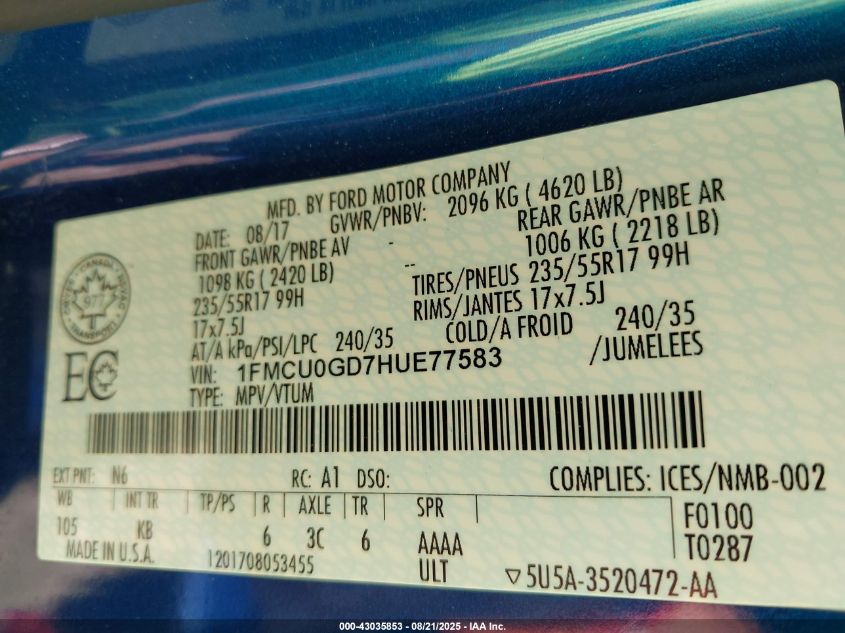 MFD. BY FORD MOTOR COMPANY
DATE: 08/17 GVWR/PNBV: 2096 KG ( 4620 LB)
FRONT GAWR/PNBE AV - REAR GAWR/PNBE AR
1098 KG ( 2420 LB) -- 1006 KG ( 2218 LB)
235/55R17 99H TIRES/PNEUS 235/55R17 99H
17x7.5J RIMS/JANTES 17x7.5J
AT/A kPa/PSI/LPC 240/35 COLD/A FROID 240/35
VIN: 1FMCU0GD7HUE77583 /JUMELEES
TYPE: MPV/VTUM
CANADA
977
TRANSPORT
EC
EXT PNT: N6 RC: A1 DSO: COMPLIES: ICES/NMB-002
WB INT TR TP/PS R AXLE TR SPR F0100
105 KB 6 3C 6 AAAA T0287
MADE IN U.S.A. 1201708053455 ULT ▽5U5A-3520472-AA
000-43035853 - 08/21/2025 - IAA Inc.